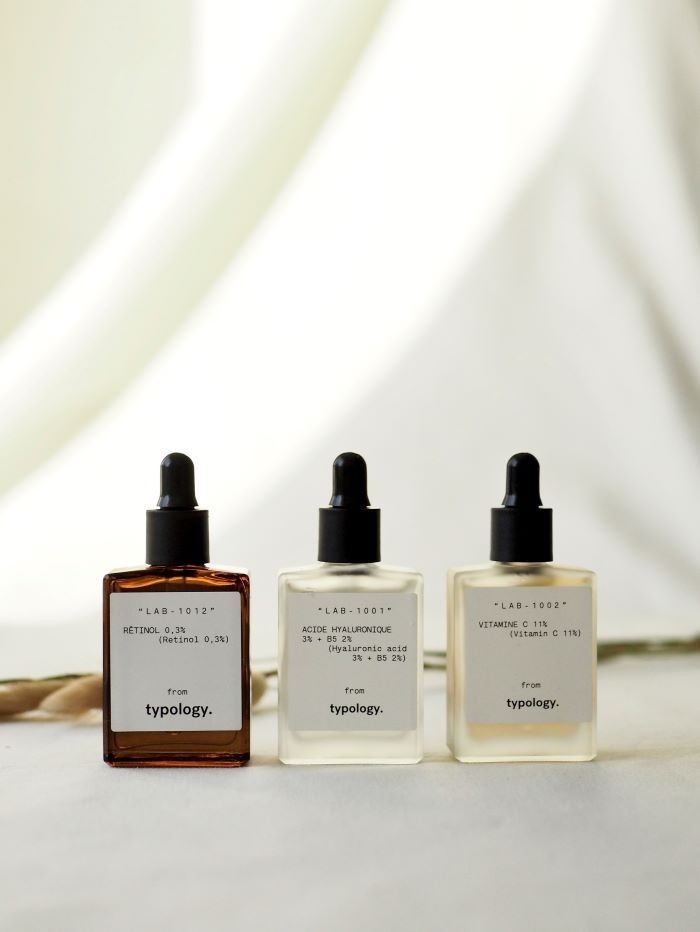 "LAB-1012"
RÉTINOL 0,3%
(Retinol 0,3%)
from
typology.
"LAB-1001"
ACIDE HYALURONIQUE
3% + B5 2%
(Hyaluronic acid
3% + B5 2%)
from
typology.
"LAB-1002"
VITAMINE C 11%
(Vitamin C 11%)
from
typology.